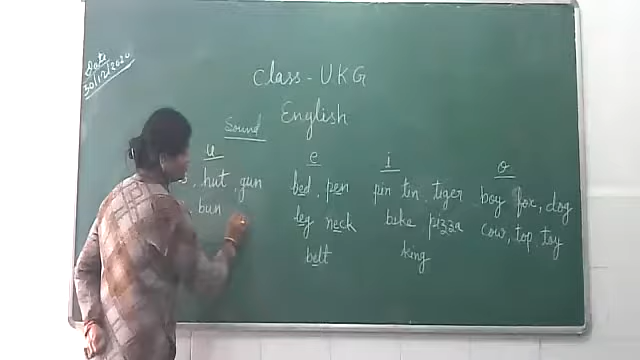 Date
30/12/2020
Class - UKG
English
Sound
u
hut, gun
bun
e
bed, pen
leg neck
belt
i
pin tin, tiger
bike pizza
king
o
boy fox, dog
cow, top, toy